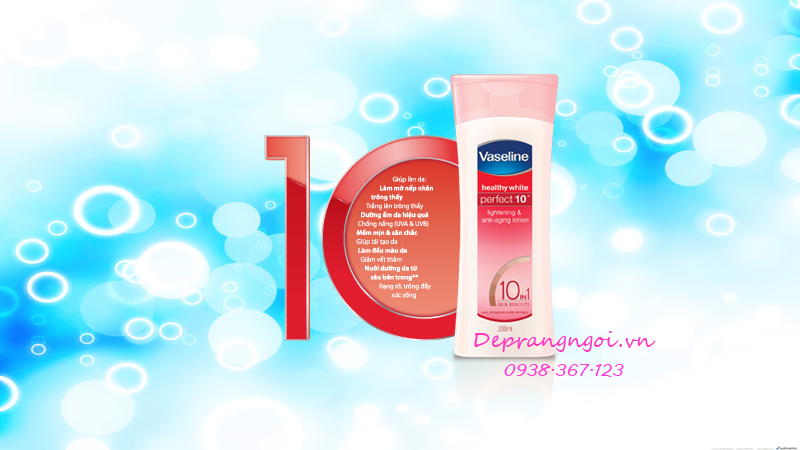 10
Giúp làn da:
Làm mờ nếp nhăn
trông thấy
Trắng lên trông thấy
Dưỡng ẩm da hiệu quả
Chống nắng (UVA & UVB)
Mềm mịn & săn chắc
Giúp tái tạo da
Làm đều màu da
Giảm vết thâm
Nuôi dưỡng da từ
sâu bên trong**
Rạng rỡ, trông đầy
sức sống
Vaseline
healthy white
perfect 10™
lightening &
anti-aging lotion
10 IN 1
SKIN BENEFITS
200ml
Deprangngoi.vn
0938·367·123